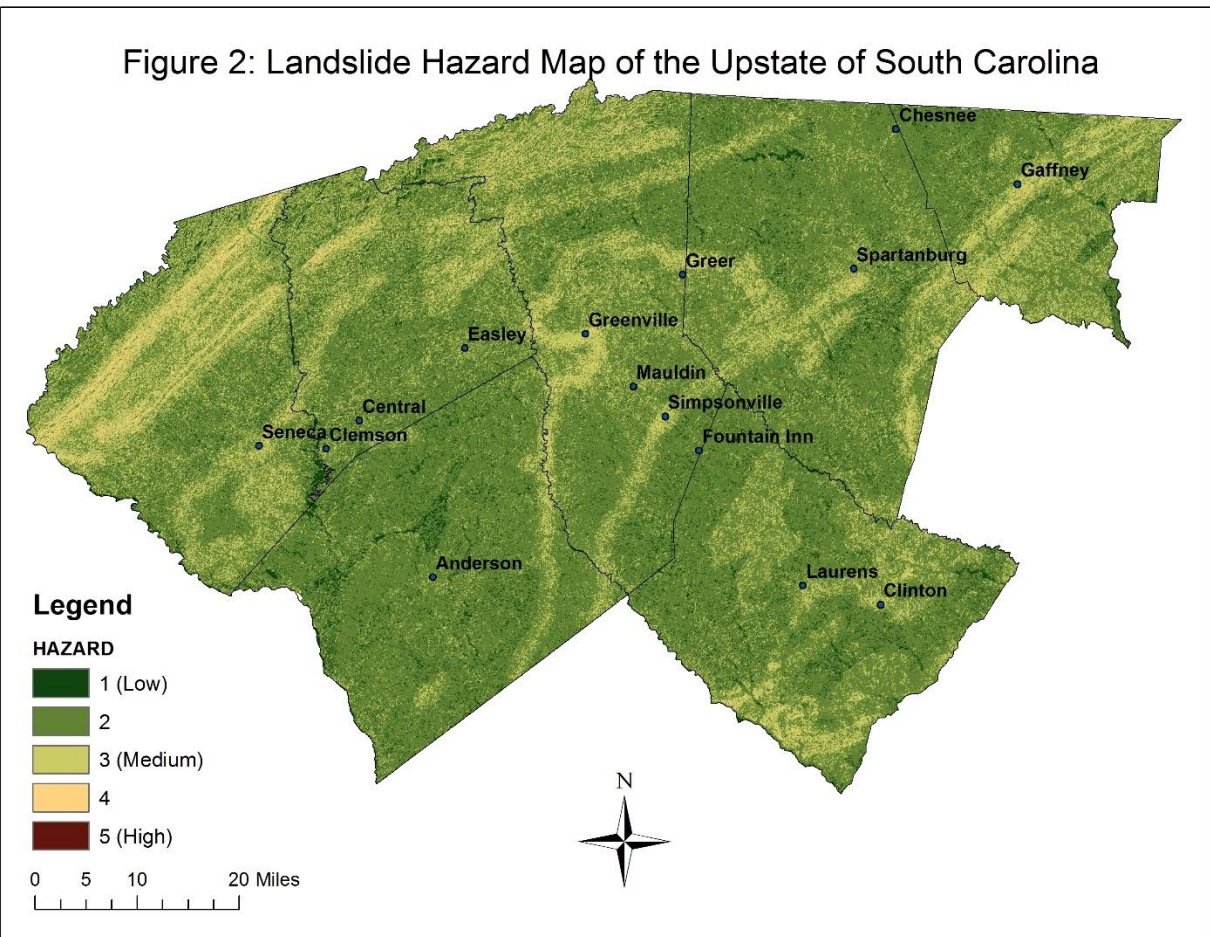 Figure 2: Landslide Hazard Map of the Upstate of South Carolina
Chesnee
Gaffney
Greer
Spartanburg
Greenville
Easley
Mauldin
Simpsonville
Central
Seneca
Clemson
Fountain Inn
Anderson
Laurens
Clinton
Legend
HAZARD
1 (Low)
2
3 (Medium)
4
5 (High)
N
0 5 10 20 Miles